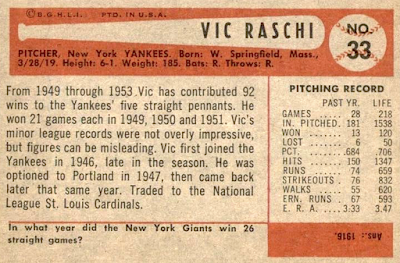 © B.G.H.L.I. PTD. IN U.S.A.
VIC RASCHI
NO.
33
PITCHER, New York YANKEES. Born: W. Springfield, Mass.,
3/28/19. Height: 6-1. Weight: 185. Bats: R. Throws: R.
From 1949 through 1953 Vic has contributed 92
wins to the Yankees' five straight pennants. He
won 21 games each in 1949, 1950 and 1951. Vic's
minor league records were not overly impressive,
but figures can be misleading. Vic first joined the
Yankees in 1946, late in the season. He was
optioned to Portland in 1947, then came back
later that same year. Traded to the National
League St. Louis Cardinals.
In what year did the New York Giants win 26
straight games?
PITCHING RECORD
PAST YR. LIFE
GAMES 28 218
IN. PITCHED. 181 1538
WON 13 120
LOST 6 50
PCT. .684 706
HITS 150 1347
RUNS 74 659
STRIKEOUTS 76 832
WALKS 55 620
ERN. RUNS 67 593
E. R. A. 3.33 3.47
Ans.: 1916.